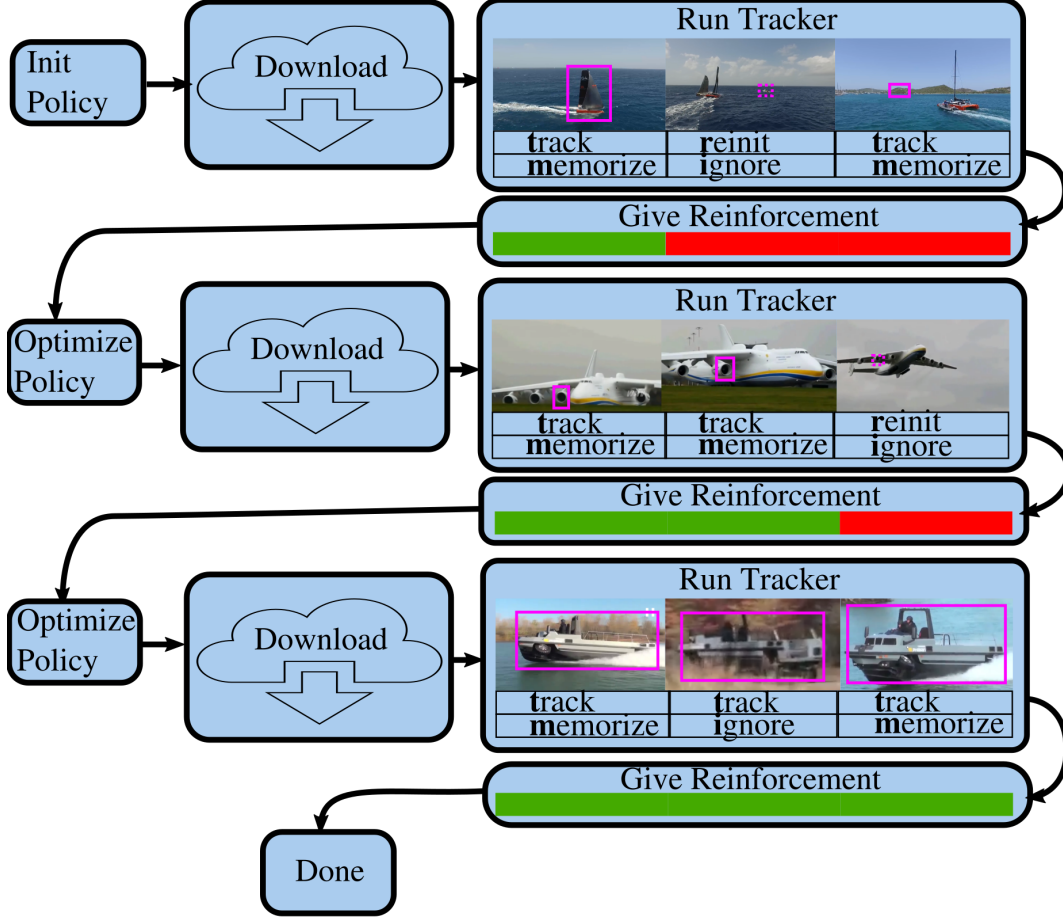 Init
Policy
Download
Run Tracker
track
reinit
track
memorize
ignore
memorize
Give Reinforcement
Optimize
Policy
Download
Run Tracker
track
track
reinit
memorize
memorize
ignore
Give Reinforcement
Optimize
Policy
Download
Run Tracker
track
track
track
memorize
ignore
memorize
Give Reinforcement
Done